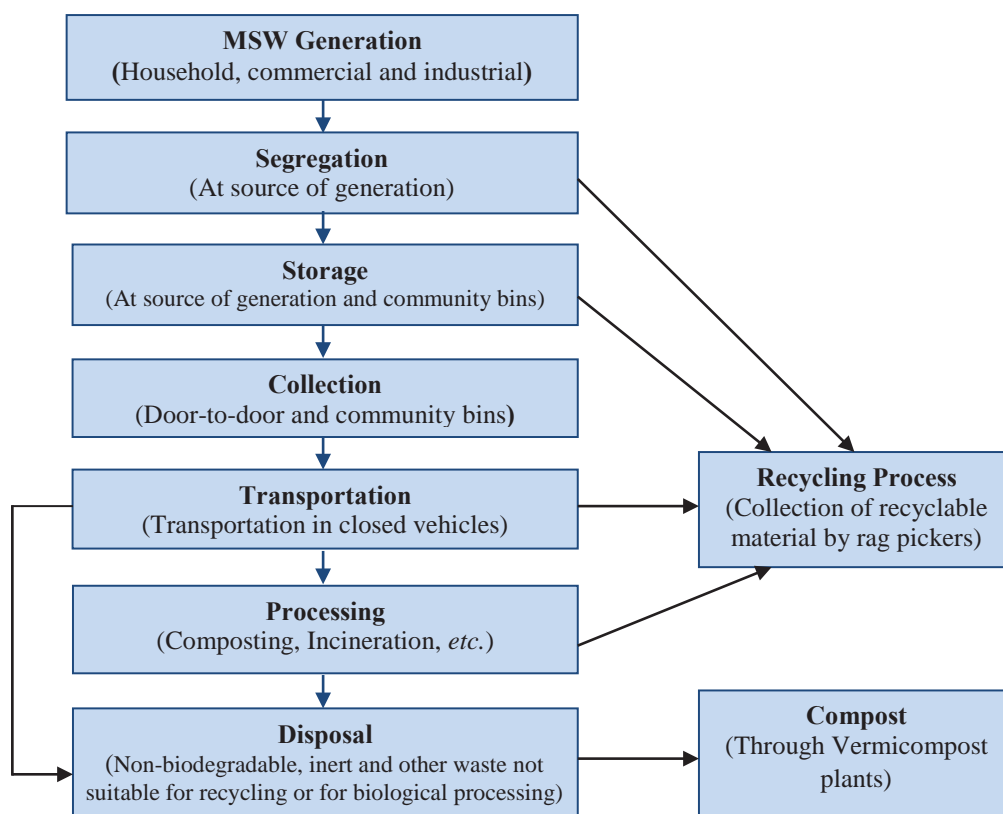 MSW Generation
(Household, commercial and industrial)
Segregation
(At source of generation)
Storage
(At source of generation and community bins)
Collection
(Door-to-door and community bins)
Transportation
(Transportation in closed vehicles)
Recycling Process
(Collection of recyclable
material by rag pickers)
Processing
(Composting, Incineration, etc.)
Disposal
(Non-biodegradable, inert and other waste not
suitable for recycling or for biological processing)
Compost
(Through Vermicompost
plants)